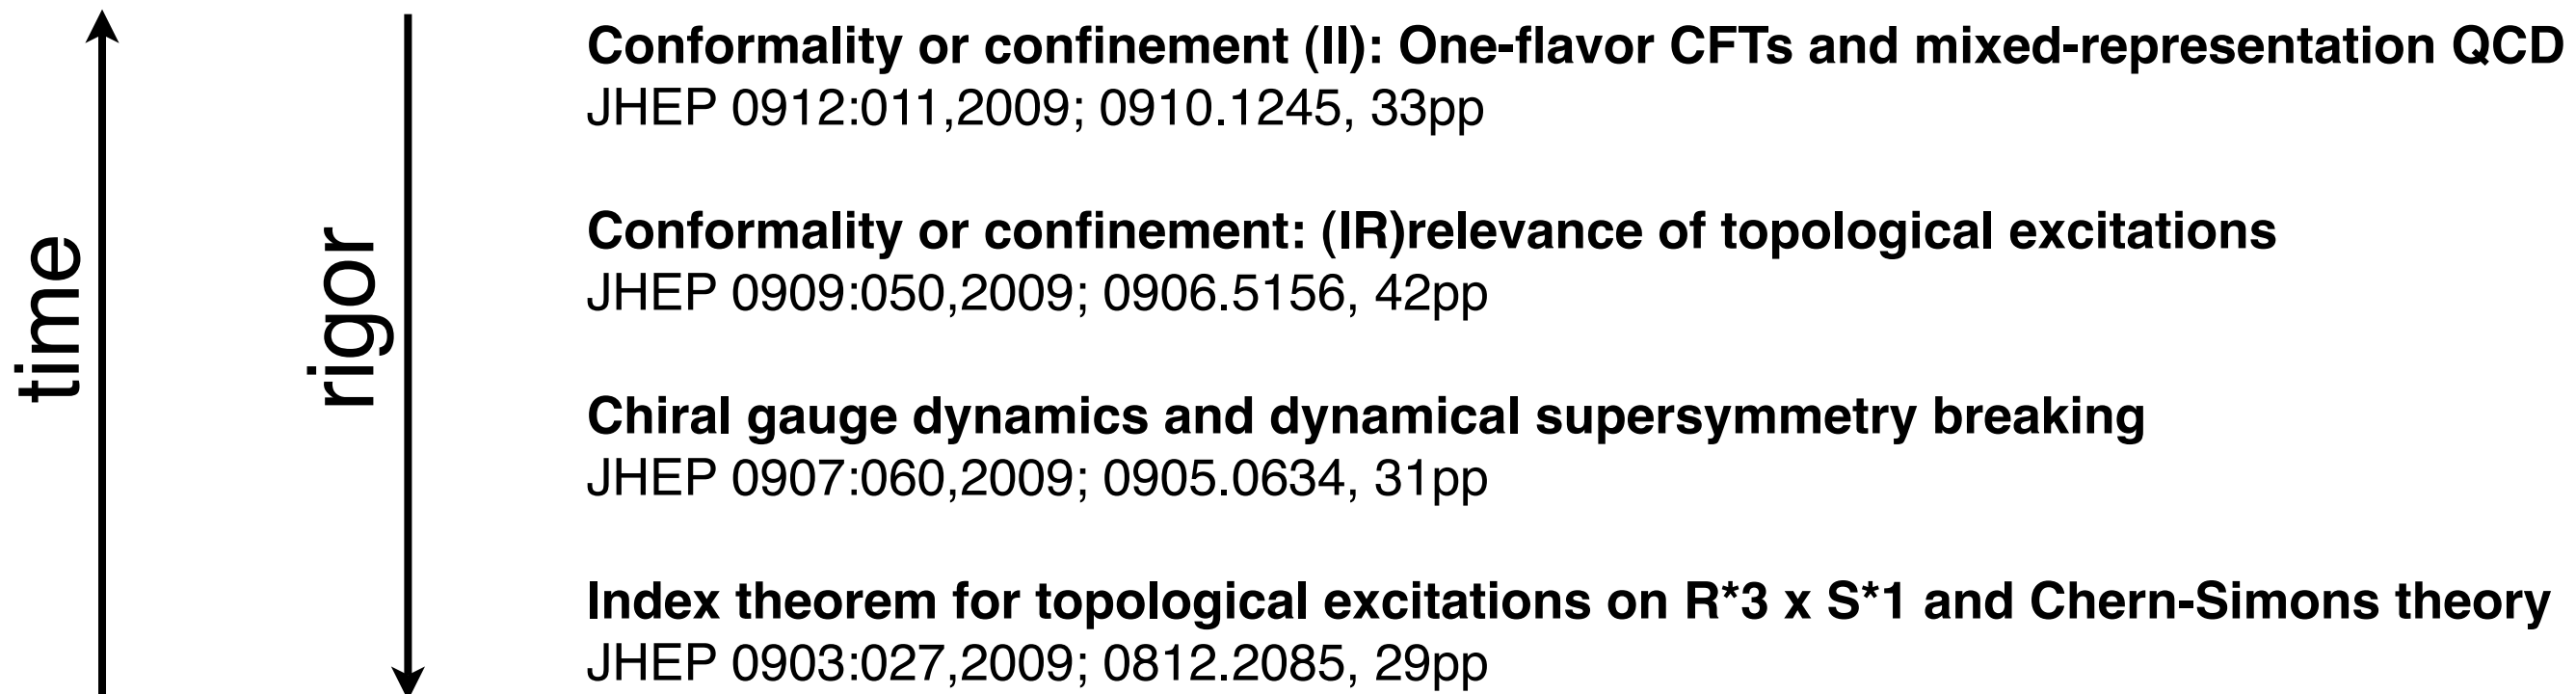 time
rigor
Conformality or confinement (II): One-flavor CFTs and mixed-representation QCD
JHEP 0912:011,2009; 0910.1245, 33pp
Conformality or confinement: (IR)relevance of topological excitations
JHEP 0909:050,2009; 0906.5156, 42pp
Chiral gauge dynamics and dynamical supersymmetry breaking
JHEP 0907:060,2009; 0905.0634, 31pp
Index theorem for topological excitations on R*3 x S*1 and Chern-Simons theory
JHEP 0903:027,2009; 0812.2085, 29pp